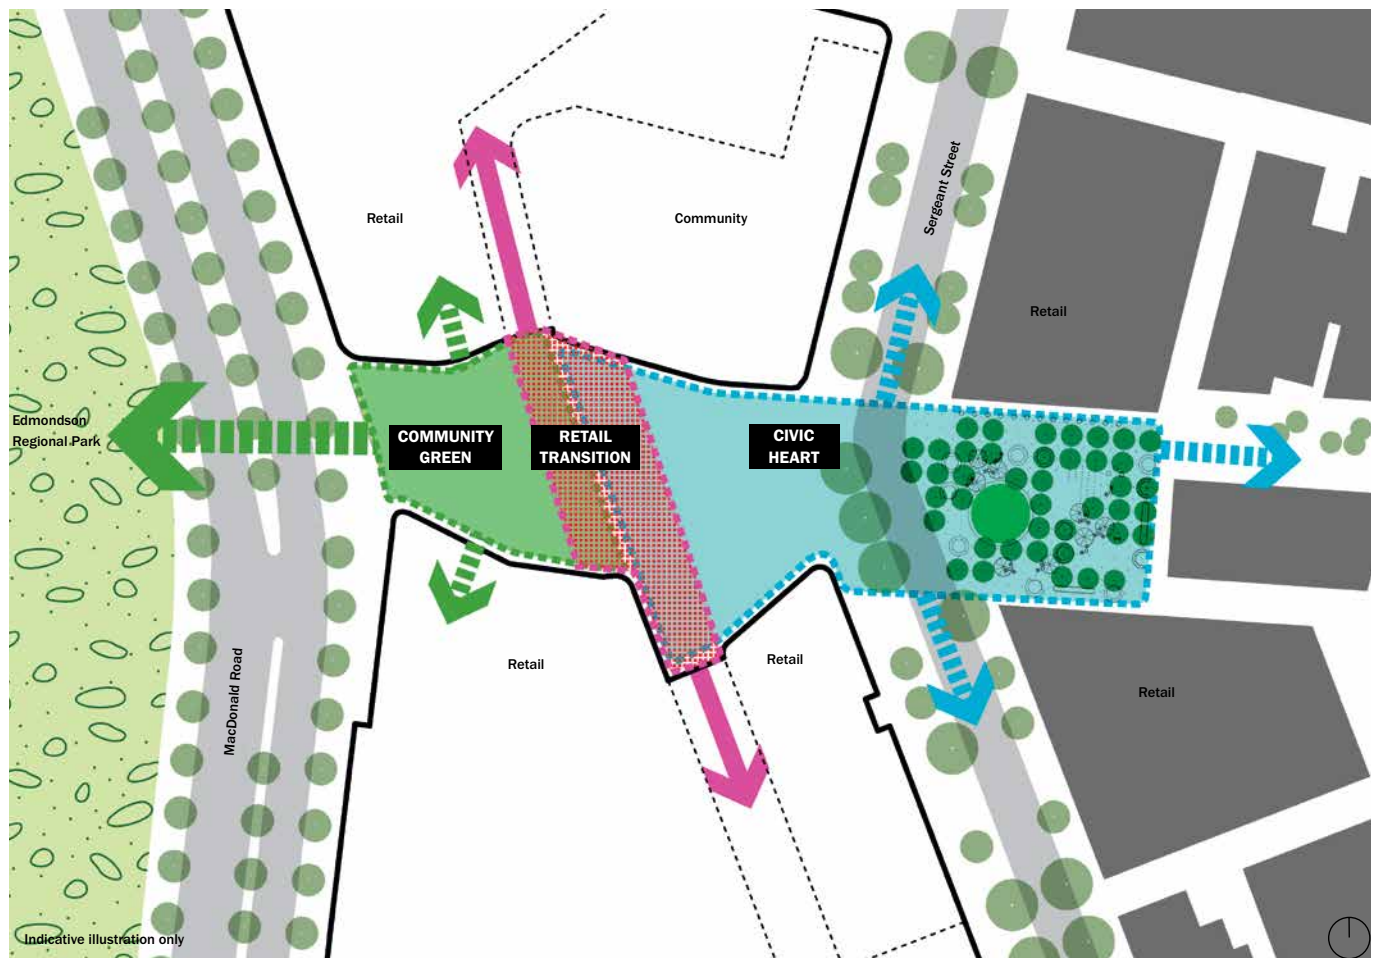 Sergeant Street
Retail
Community
Retail
Edmondson
Regional Park
COMMUNITY
GREEN
RETAIL
TRANSITION
CIVIC
HEART
MacDonald Road
Retail
Retail
Retail
Indicative illustration only